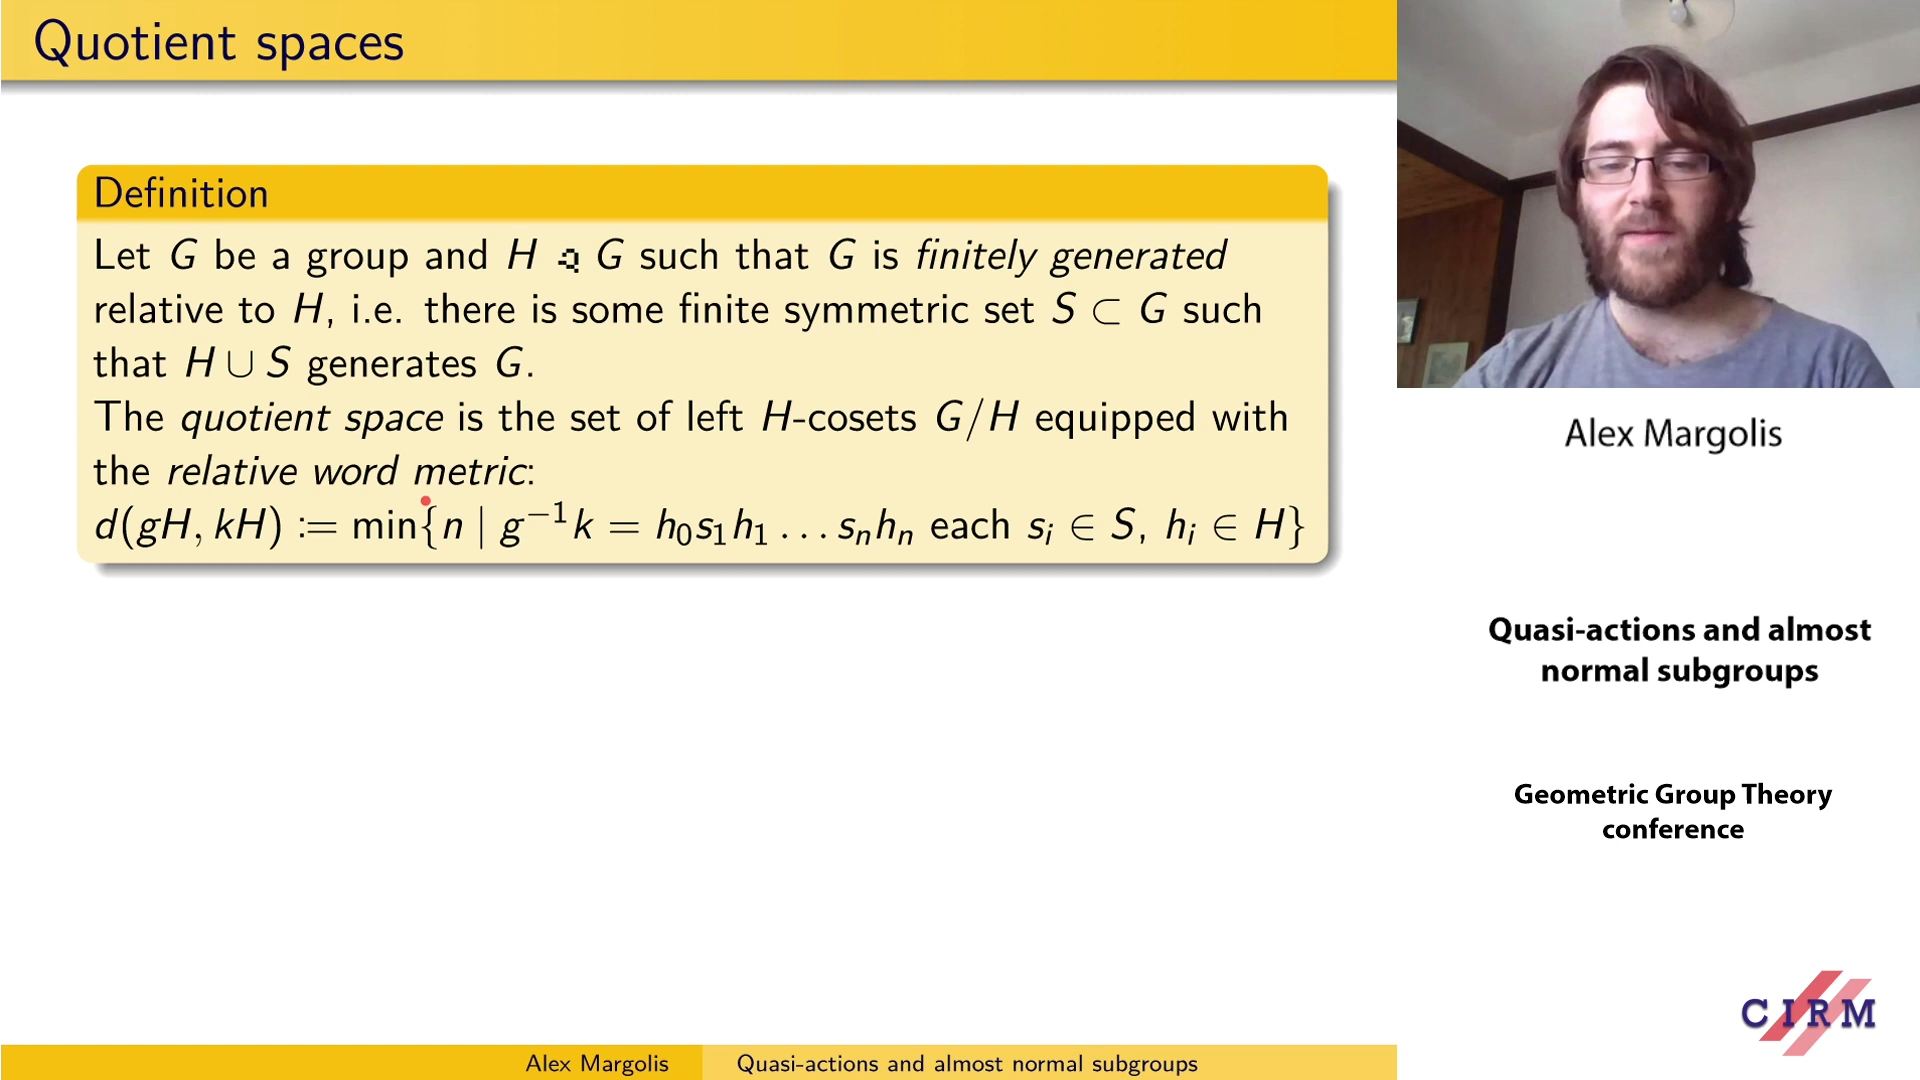 Quotient spaces
Definition
Let G be a group and H Q G such that G is finitely generated
relative to H, i.e. there is some finite symmetric set S ⊂ G such
that H ∪ S generates G.
The quotient space is the set of left H-cosets G/H equipped with
the relative word metric:
d(gH, kH) := min{n | g⁻¹k = h₀s₁h₁ … sₙhₙ each sᵢ ∈ S, hᵢ ∈ H}
Alex Margolis
Quasi-actions and almost
normal subgroups
Geometric Group Theory
conference
CIRM
Alex Margolis Quasi-actions and almost normal subgroups